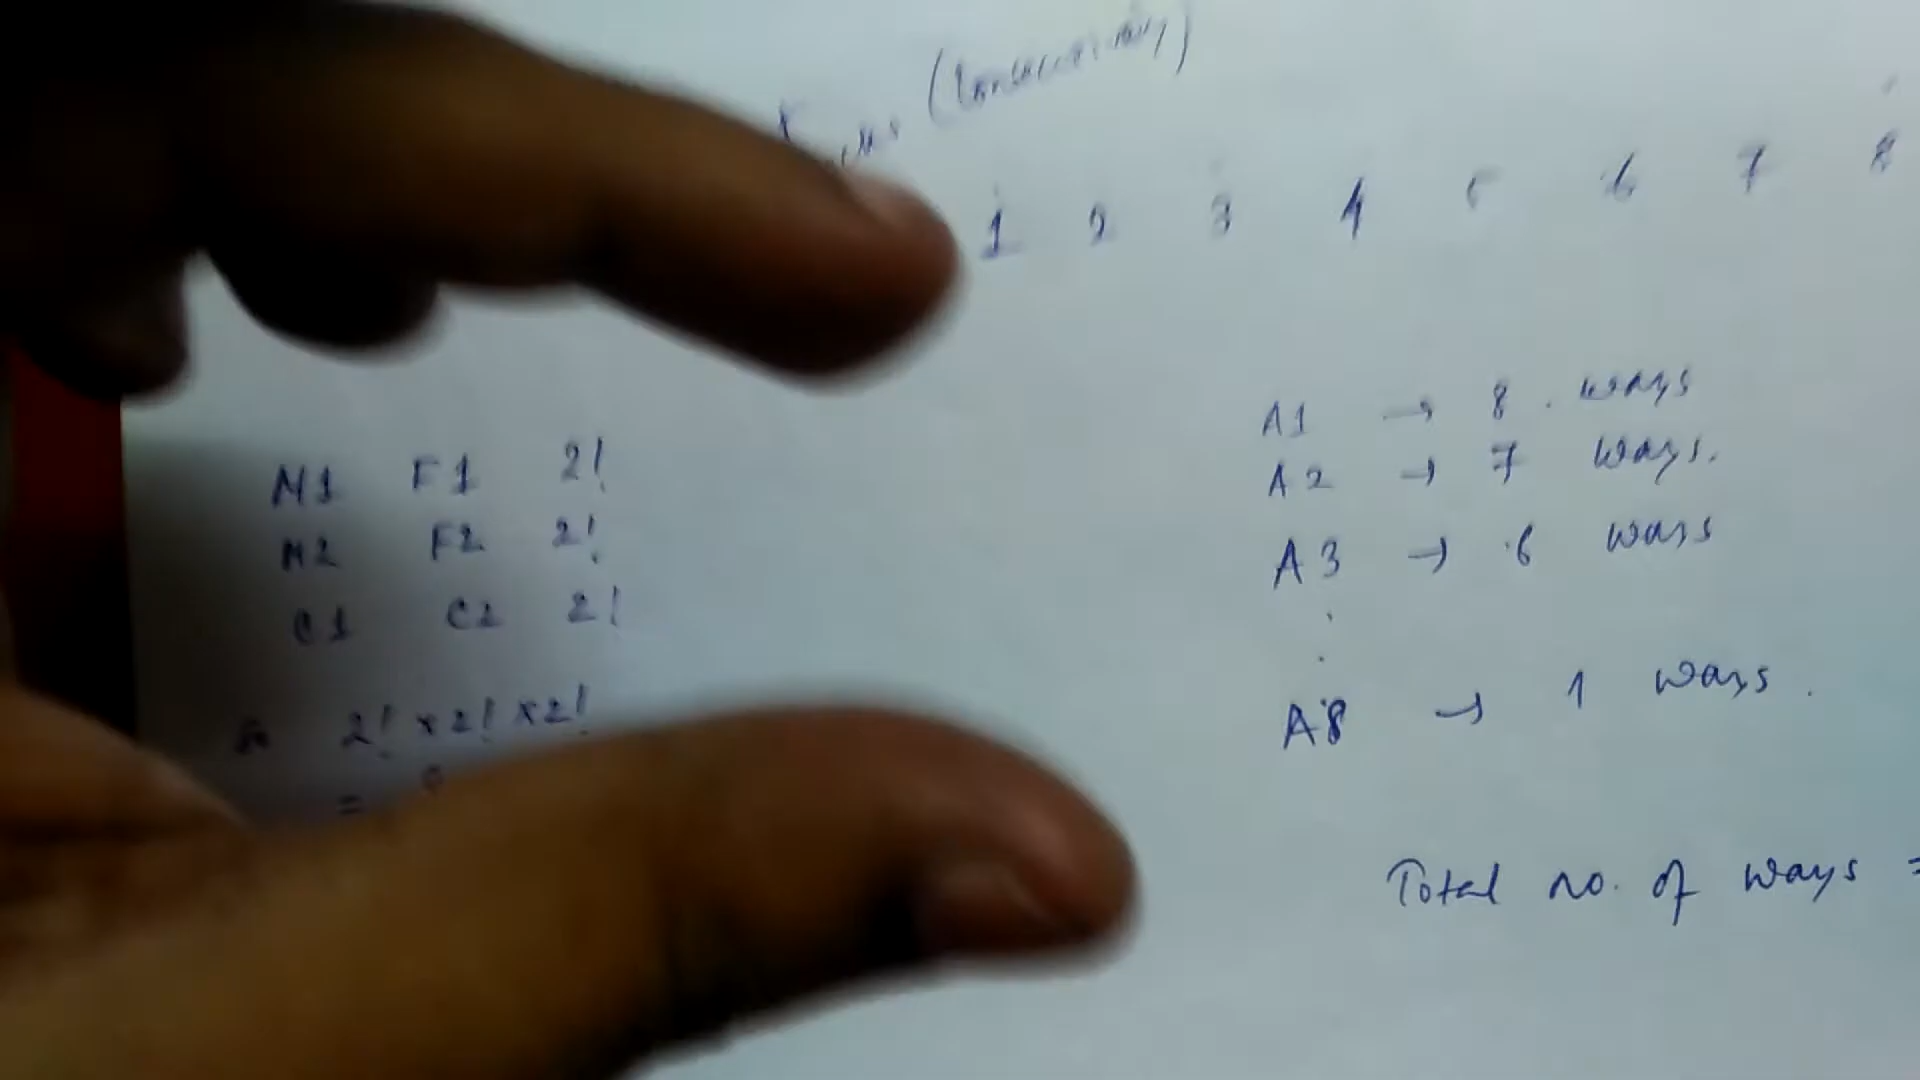 1 2 3 4 5 6 7 8
M1 F1 2!
M2 F2 2!
C1 C2 2!
2! x 2! x 2!
=
A1 → 8 ways
A2 → 7 ways.
A3 → 6 ways
.
.
A8 → 1 ways.
Total no. of ways =